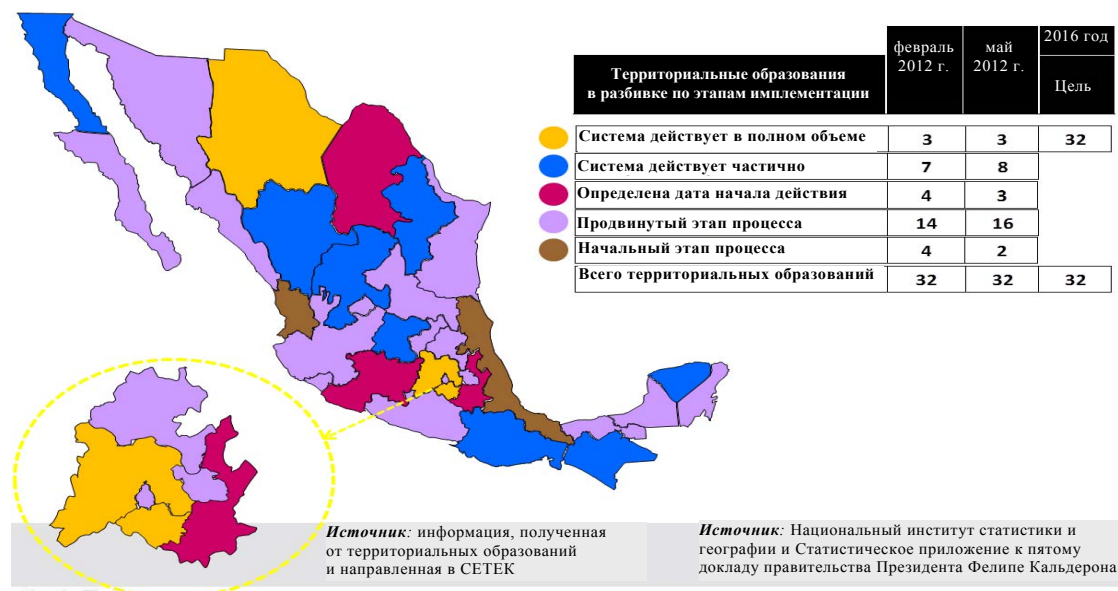 Территориальные образования
в разбивке по этапам имплементации
февраль
2012 г.
май
2012 г.
2016 год
Цель
Система действует в полном объеме 3 3 32
Система действует частично 7 8
Определена дата начала действия 4 3
Продвинутый этап процесса 14 16
Начальный этап процесса 4 2
Всего территориальных образований 32 32 32
Источник: информация, полученная
от территориальных образований
и направленная в СЕТЕК
Источник: Национальный институт статистики и
географии и Статистическое приложение к пятому
докладу правительства Президента Фелипе Кальдерона